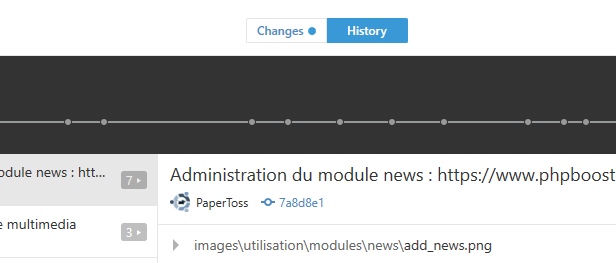 Changes
History
odule news : htt...
7
Administration du module news : https://www.phpboost
PaperToss
7a8d8e1
e multimedia
3
images\utilisation\modules\news\add_news.png